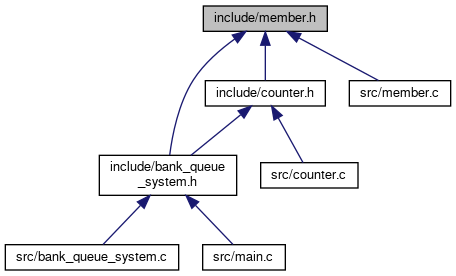 include/member.h
include/counter.h
src/member.c
include/bank_queue
_system.h
src/counter.c
src/bank_queue_system.c
src/main.c